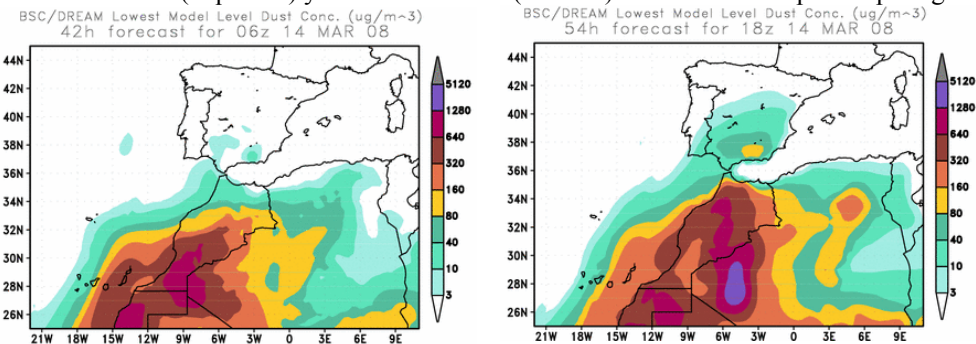 BSC/DREAM Lowest Model Level Dust Conc. (ug/m^3)
42h forecast for 06z 14 MAR 08
44N
42N
40N
38N
36N
34N
32N
30N
28N
26N
21W 18W 15W 12W 9W 6W 3W 0 3E 6E 9E
5120
1280
640
320
160
80
40
10
3
BSC/DREAM Lowest Model Level Dust Conc. (ug/m^3)
54h forecast for 18z 14 MAR 08
44N
42N
40N
38N
36N
34N
32N
30N
28N
26N
21W 18W 15W 12W 9W 6W 3W 0 3E 6E 9E
5120
1280
640
320
160
80
40
10
3